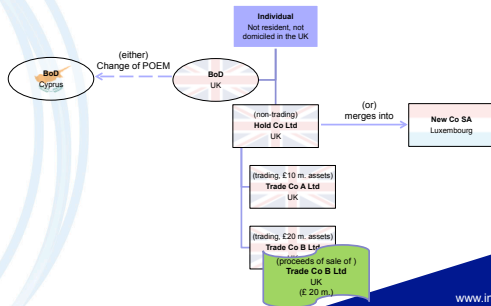 Individual
Not resident, not
domiciled in the UK
(either)
Change of POEM
BoD
Cyprus
BoD
UK
(non-trading)
Hold Co Ltd
UK
(or)
merges into
New Co SA
Luxembourg
(trading, £10 m. assets)
Trade Co A Ltd
UK
(trading, £20 m. assets)
Trade Co B Ltd
(proceeds of sale of )
Trade Co B Ltd
UK
(£ 20 m.)
www.in